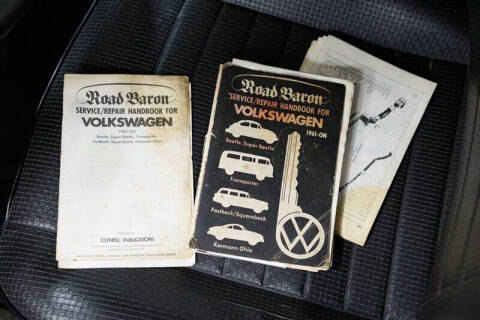 Road Baron
SERVICE/REPAIR HANDBOOK FOR
VOLKSWAGEN
1961-ON
Beetle, Super Beetle, Transporter
Fastback-Squareback, Karmann Ghia
CLYMER PUBLICATIONS
Road Baron
SERVICE/REPAIR HANDBOOK FOR
VOLKSWAGEN
1961-ON
Beetle, Super Beetle
Transporter
Fastback/Squareback
Karmann Ghia